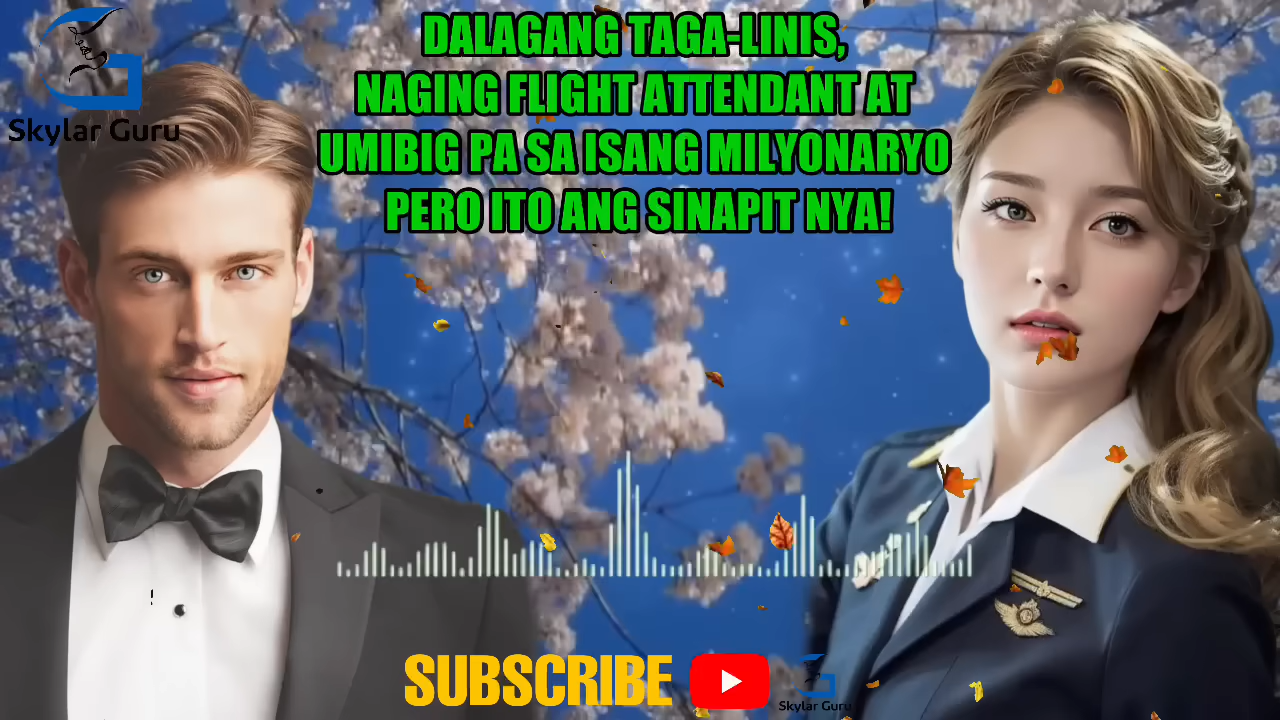 DALAGANG TAGA-LINIS,
NAGING FLIGHT ATTENDANT AT
UMIBIG PA SA ISANG MILYONARYO
PERO ITO ANG SINAPIT NYA!
Skylar Guru
SUBSCRIBE
Skylar Guru